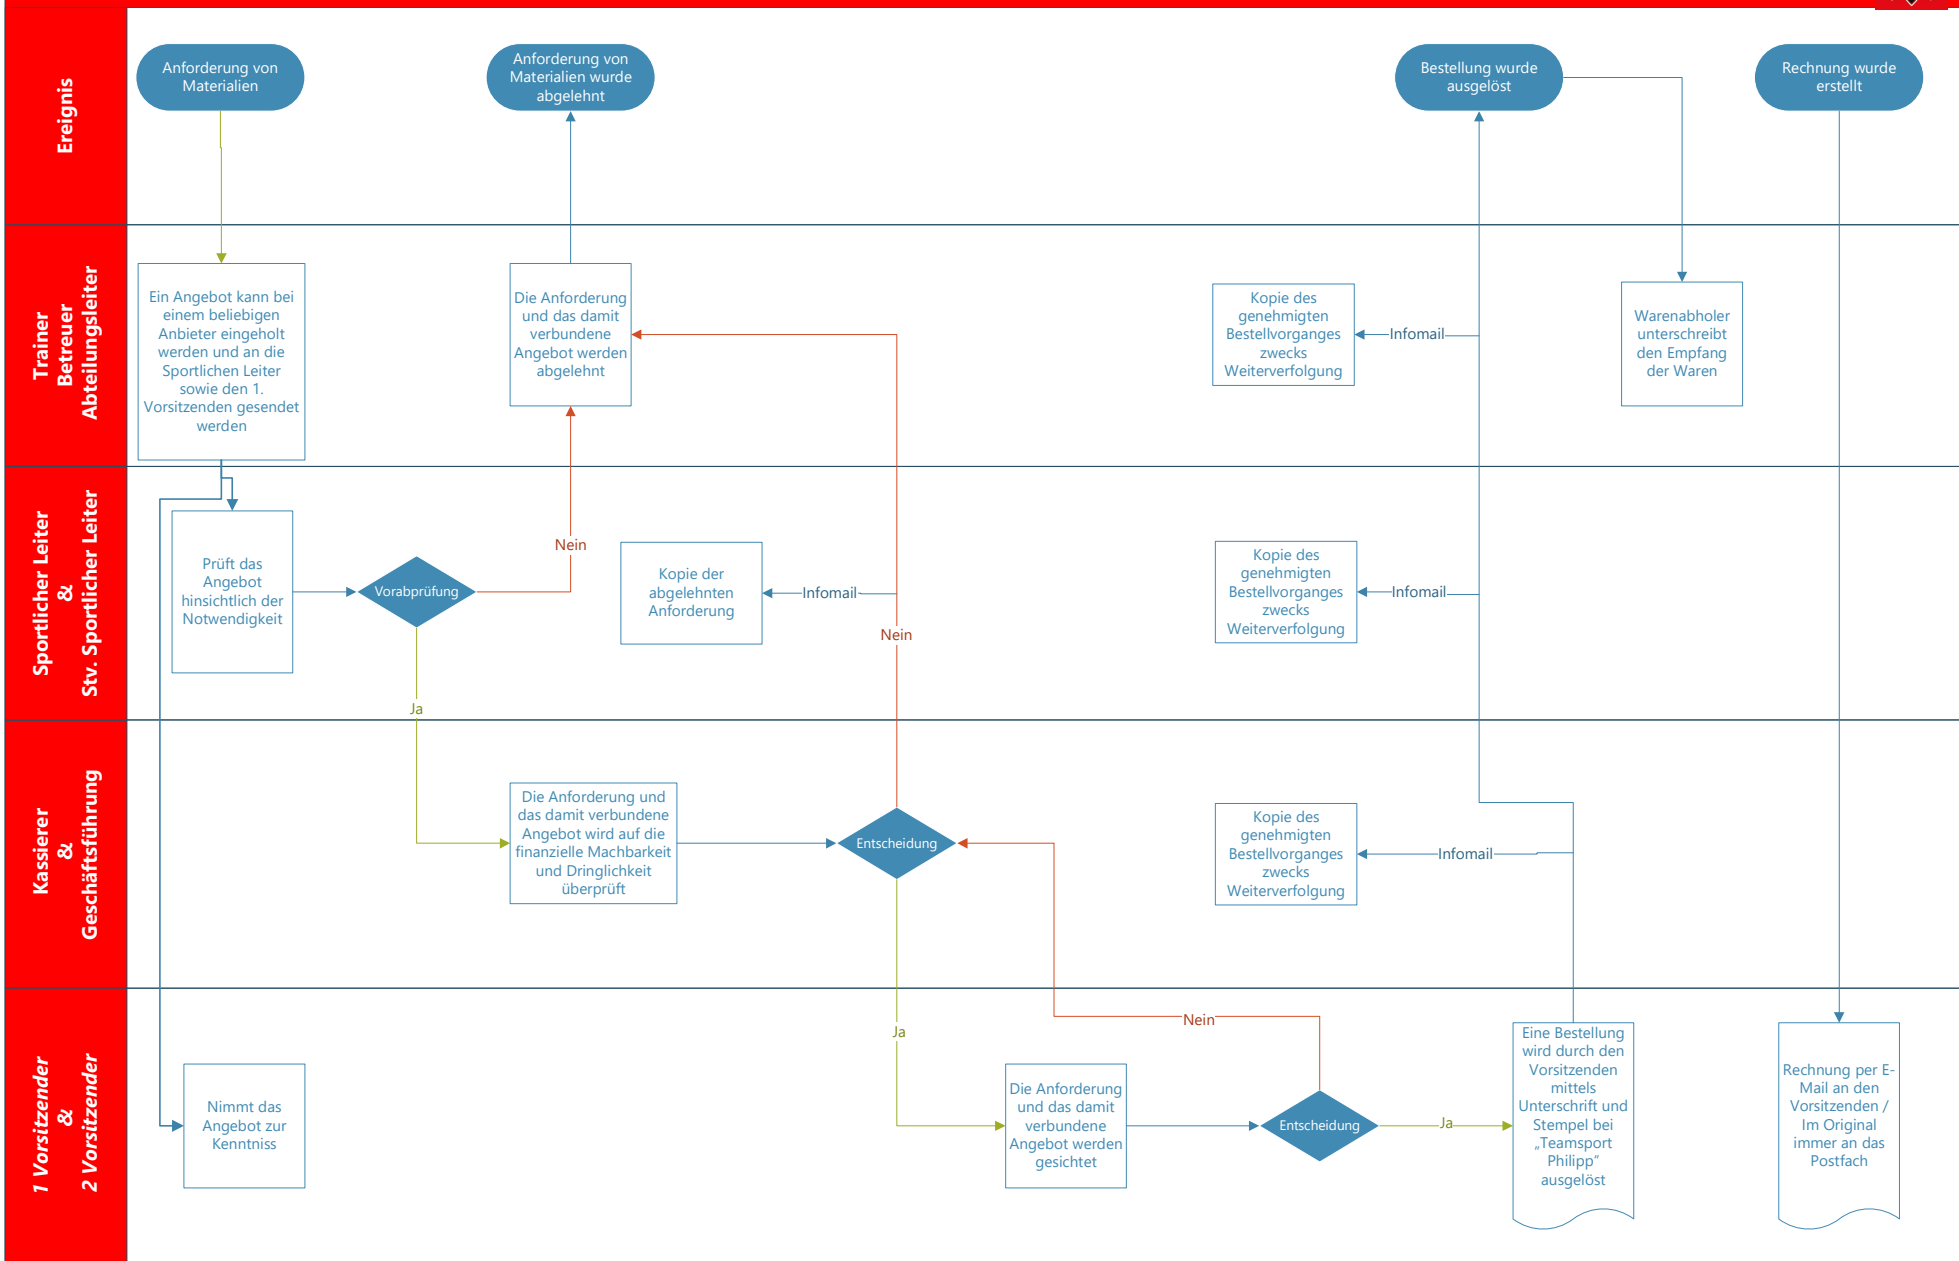 Ereignis
Anforderung von
Materialien
Anforderung von
Materialien wurde
abgelehnt
Bestellung wurde
ausgelöst
Rechnung wurde
erstellt
Trainer
Betreuer
Abteilungsleiter
Ein Angebot kann bei
einem beliebigen
Anbieter eingeholt
werden und an die
Sportlichen Leiter
sowie den 1.
Vorsitzenden gesendet
werden
Die Anforderung
und das damit
verbundene
Angebot werden
abgelehnt
Kopie des
genehmigten
Bestellvorganges
zwecks
Weiterverfolgung
Infomail
Warenabholer
unterschreibt
den Empfang
der Waren
Sportlicher Leiter
&
Stv. Sportlicher Leiter
Prüft das
Angebot
hinsichtlich der
Notwendigkeit
Vorabprüfung
Nein
Ja
Kopie der
abgelehnten
Anforderung
Infomail
Nein
Kopie des
genehmigten
Bestellvorganges
zwecks
Weiterverfolgung
Infomail
Kassierer
&
Geschäftsführung
Die Anforderung und
das damit verbundene
Angebot wird auf die
finanzielle Machbarkeit
und Dringlichkeit
überprüft
Entscheidung
Kopie des
genehmigten
Bestellvorganges
zwecks
Weiterverfolgung
Infomail
1 Vorsitzender
&
2 Vorsitzender
Nimmt das
Angebot zur
Kenntniss
Ja
Die Anforderung
und das damit
verbundene
Angebot werden
gesichtet
Nein
Entscheidung
Ja
Eine Bestellung
wird durch den
Vorsitzenden
mittels
Unterschrift und
Stempel bei
„Teamsport
Philipp“
ausgelöst
Rechnung per E-
Mail an den
Vorsitzenden /
Im Original
immer an das
Postfach